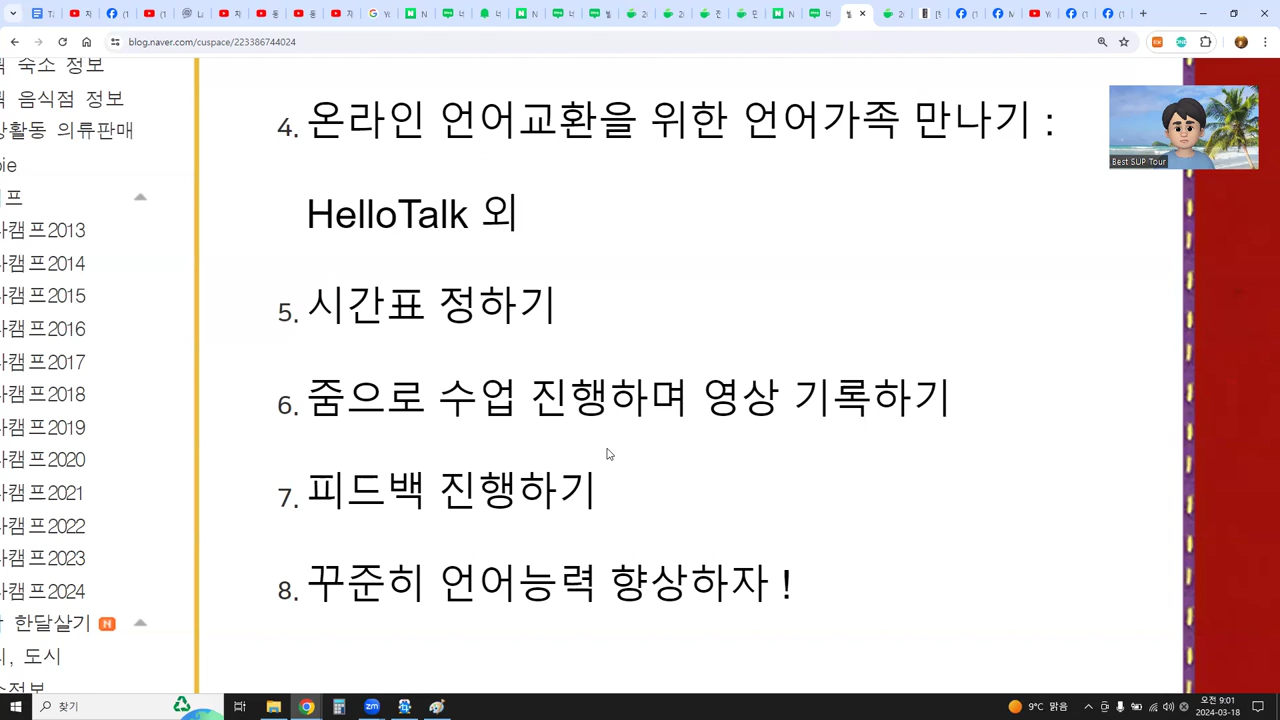 blog.naver.com/cuspace/223386744024
숙소 정보
음식점 정보
활동 의류판매
프
캠프2013
캠프2014
캠프2015
캠프2016
캠프2017
캠프2018
캠프2019
캠프2020
캠프2021
캠프2022
캠프2023
캠프2024
한달살기 N
도시
4. 온라인 언어교환을 위한 언어가족 만나기 :
HelloTalk 외
5. 시간표 정하기
6. 줌으로 수업 진행하며 영상 기록하기
7. 피드백 진행하기
8. 꾸준히 언어능력 향상하자 !
Best SUP Tour
찾기
9°C 맑음
오전 9:01
2024-03-18